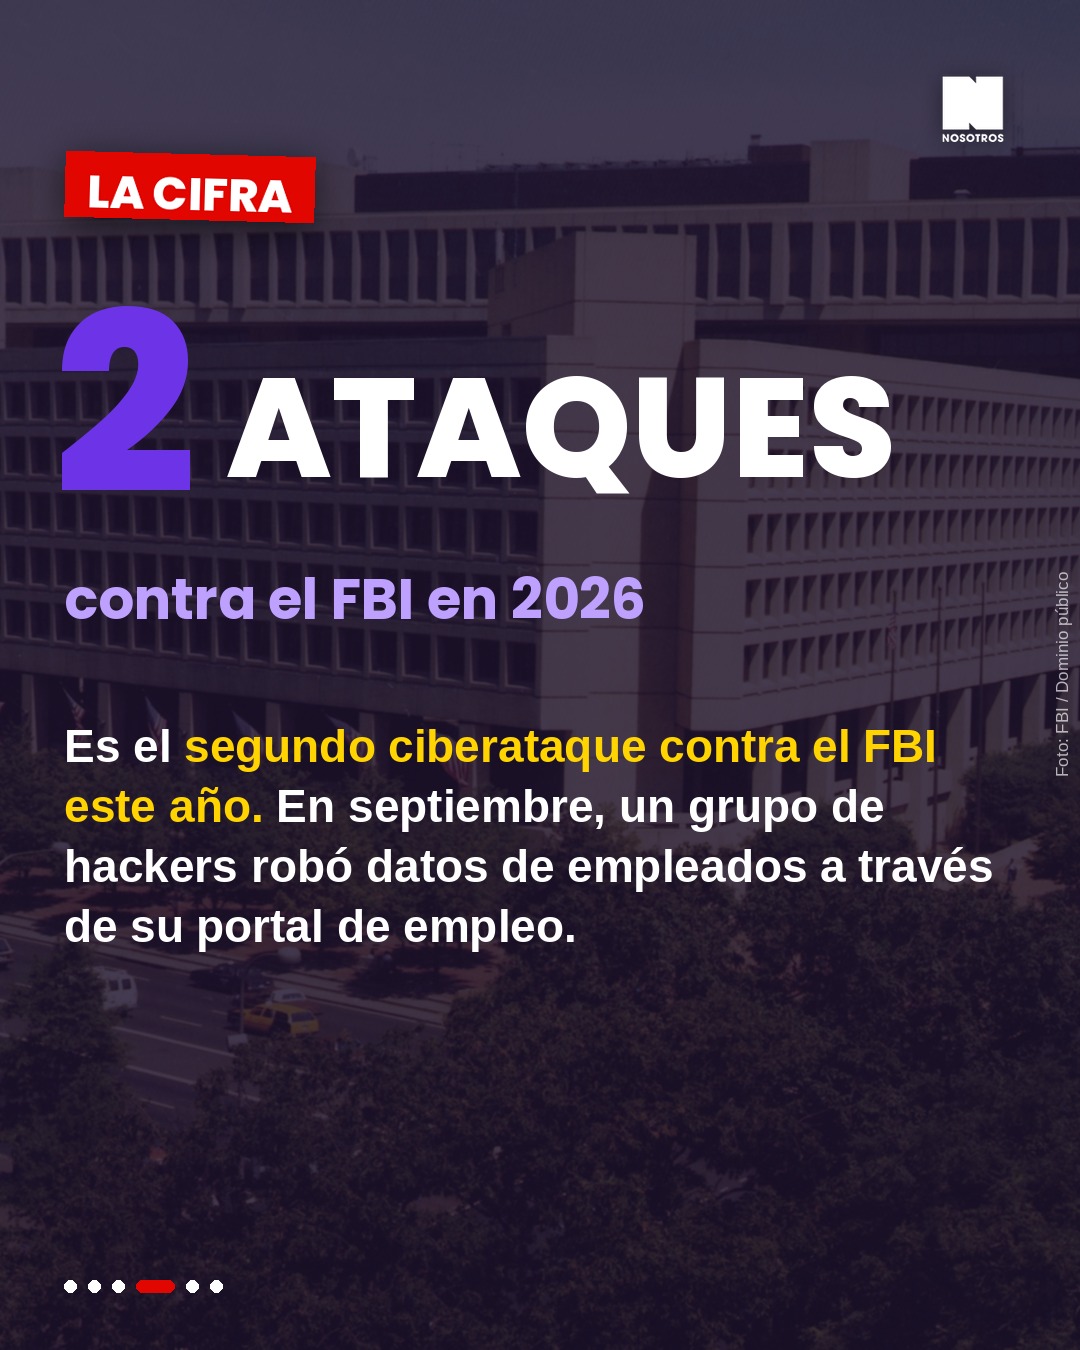 NOSOTROS
LA CIFRA
2 ATAQUES
contra el FBI en 2026
Es el segundo ciberataque contra el FBI
este año. En septiembre, un grupo de
hackers robó datos de empleados a través
de su portal de empleo.
Foto: FBI / Dominio público